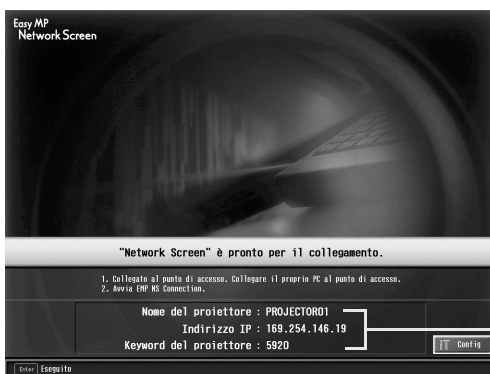 Easy MP
Network Screen
"Network Screen" è pronto per il collegamento.
1. Collegato al punto di accesso. Collegare il proprio PC al punto di accesso.
2. Avvia EMP NS Connection.
Nome del proiettore : PROJECTOR01
Indirizzo IP : 169.254.146.19
Keyword del proiettore : 5920
Config
Enter Eseguito